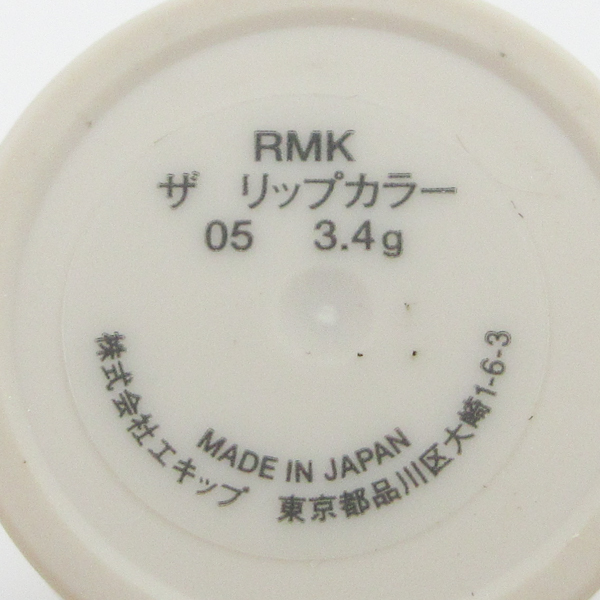 RMK
ザ リップカラー
05 3.4g
MADE IN JAPAN
株式会社エキップ 東京都品川区大崎1-6-3